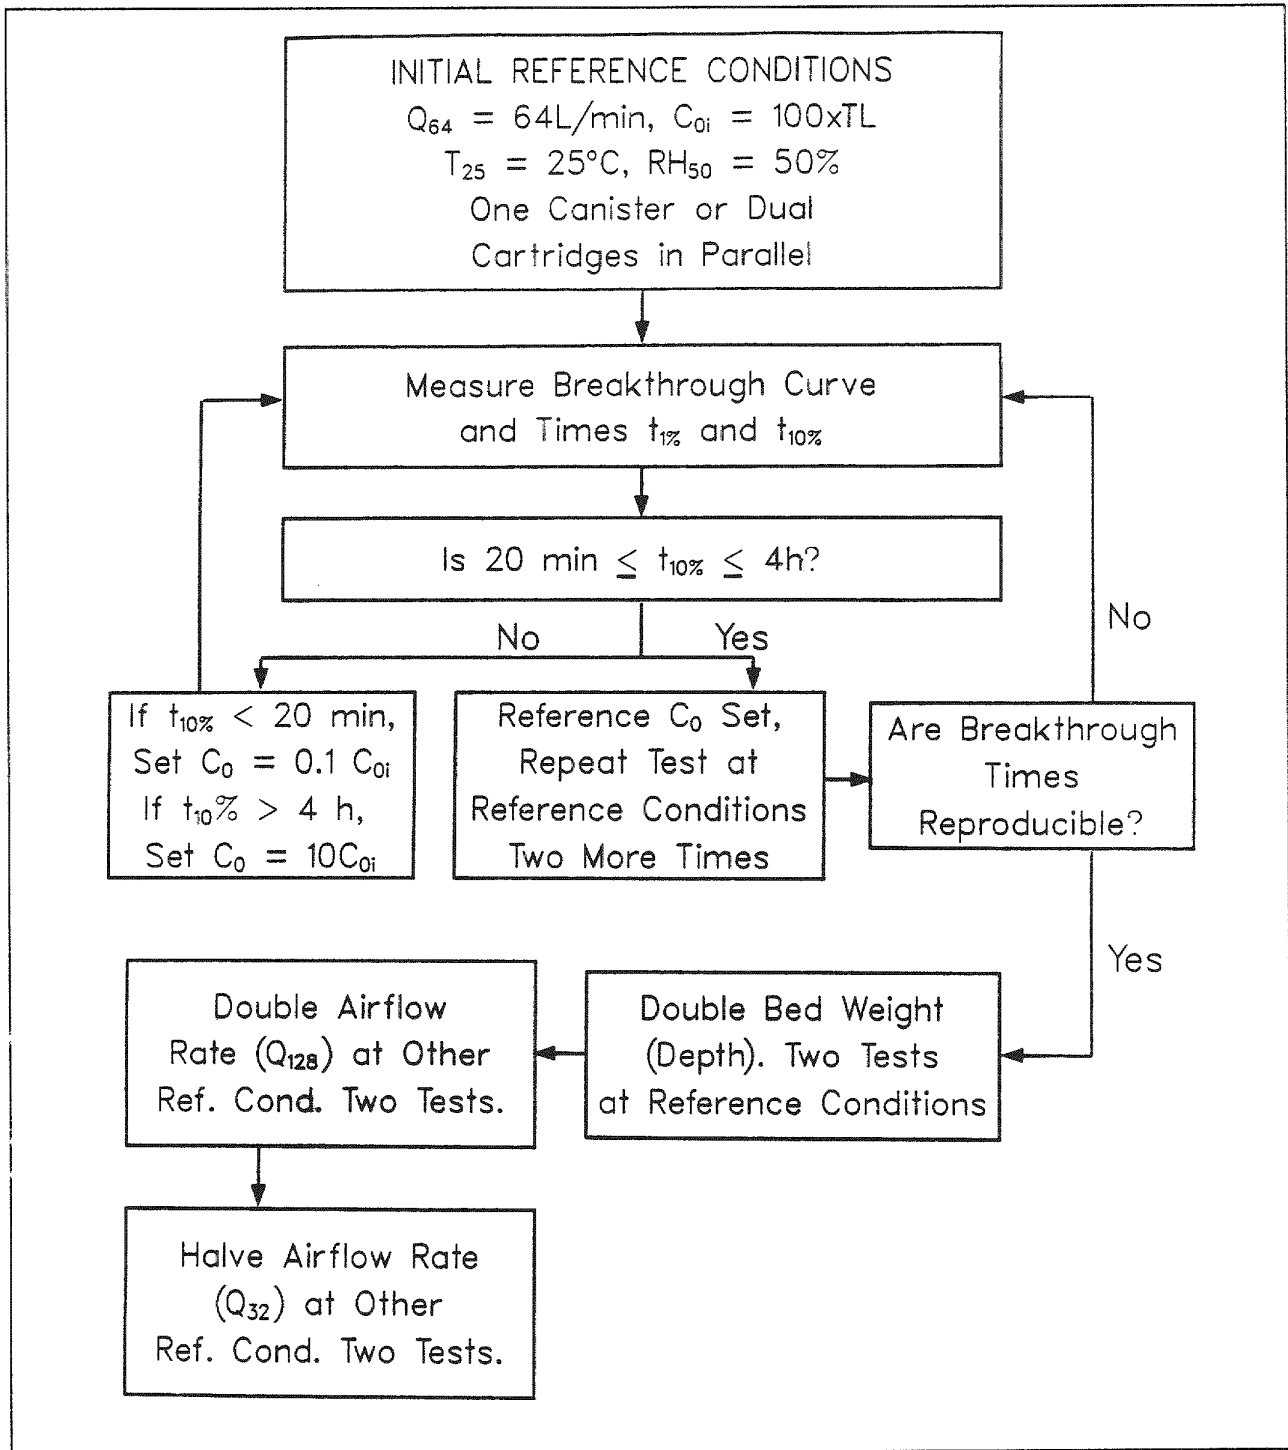 INITIAL REFERENCE CONDITIONS
Q₆₄ = 64L/min, C₀ᵢ = 100xTL
T₂₅ = 25°C, RH₅₀ = 50%
One Canister or Dual
Cartridges in Parallel
Measure Breakthrough Curve
and Times t₁% and t₁₀%
Is 20 min ≤ t₁₀% ≤ 4h?
No
Yes
If t₁₀% < 20 min,
Set C₀ = 0.1 C₀ᵢ
If t₁₀% > 4 h,
Set C₀ = 10C₀ᵢ
Reference C₀ Set,
Repeat Test at
Reference Conditions
Two More Times
Are Breakthrough
Times
Reproducible?
No
Yes
Double Bed Weight
(Depth). Two Tests
at Reference Conditions
Double Airflow
Rate (Q₁₂₈) at Other
Ref. Cond. Two Tests.
Halve Airflow Rate
(Q₃₂) at Other
Ref. Cond. Two Tests.